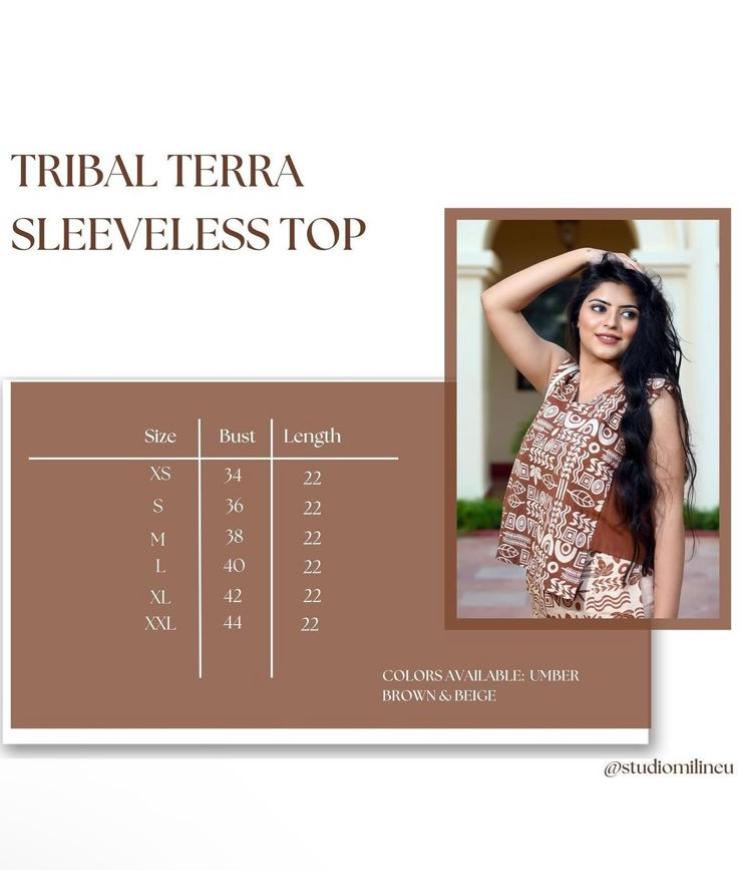 TRIBAL TERRA
SLEEVELESS TOP
Size Bust Length
XS 34 22
S 36 22
M 38 22
L 40 22
XL 42 22
XXL 44 22
COLORS AVAILABLE: UMBER
BROWN & BEIGE
@studiomilineu